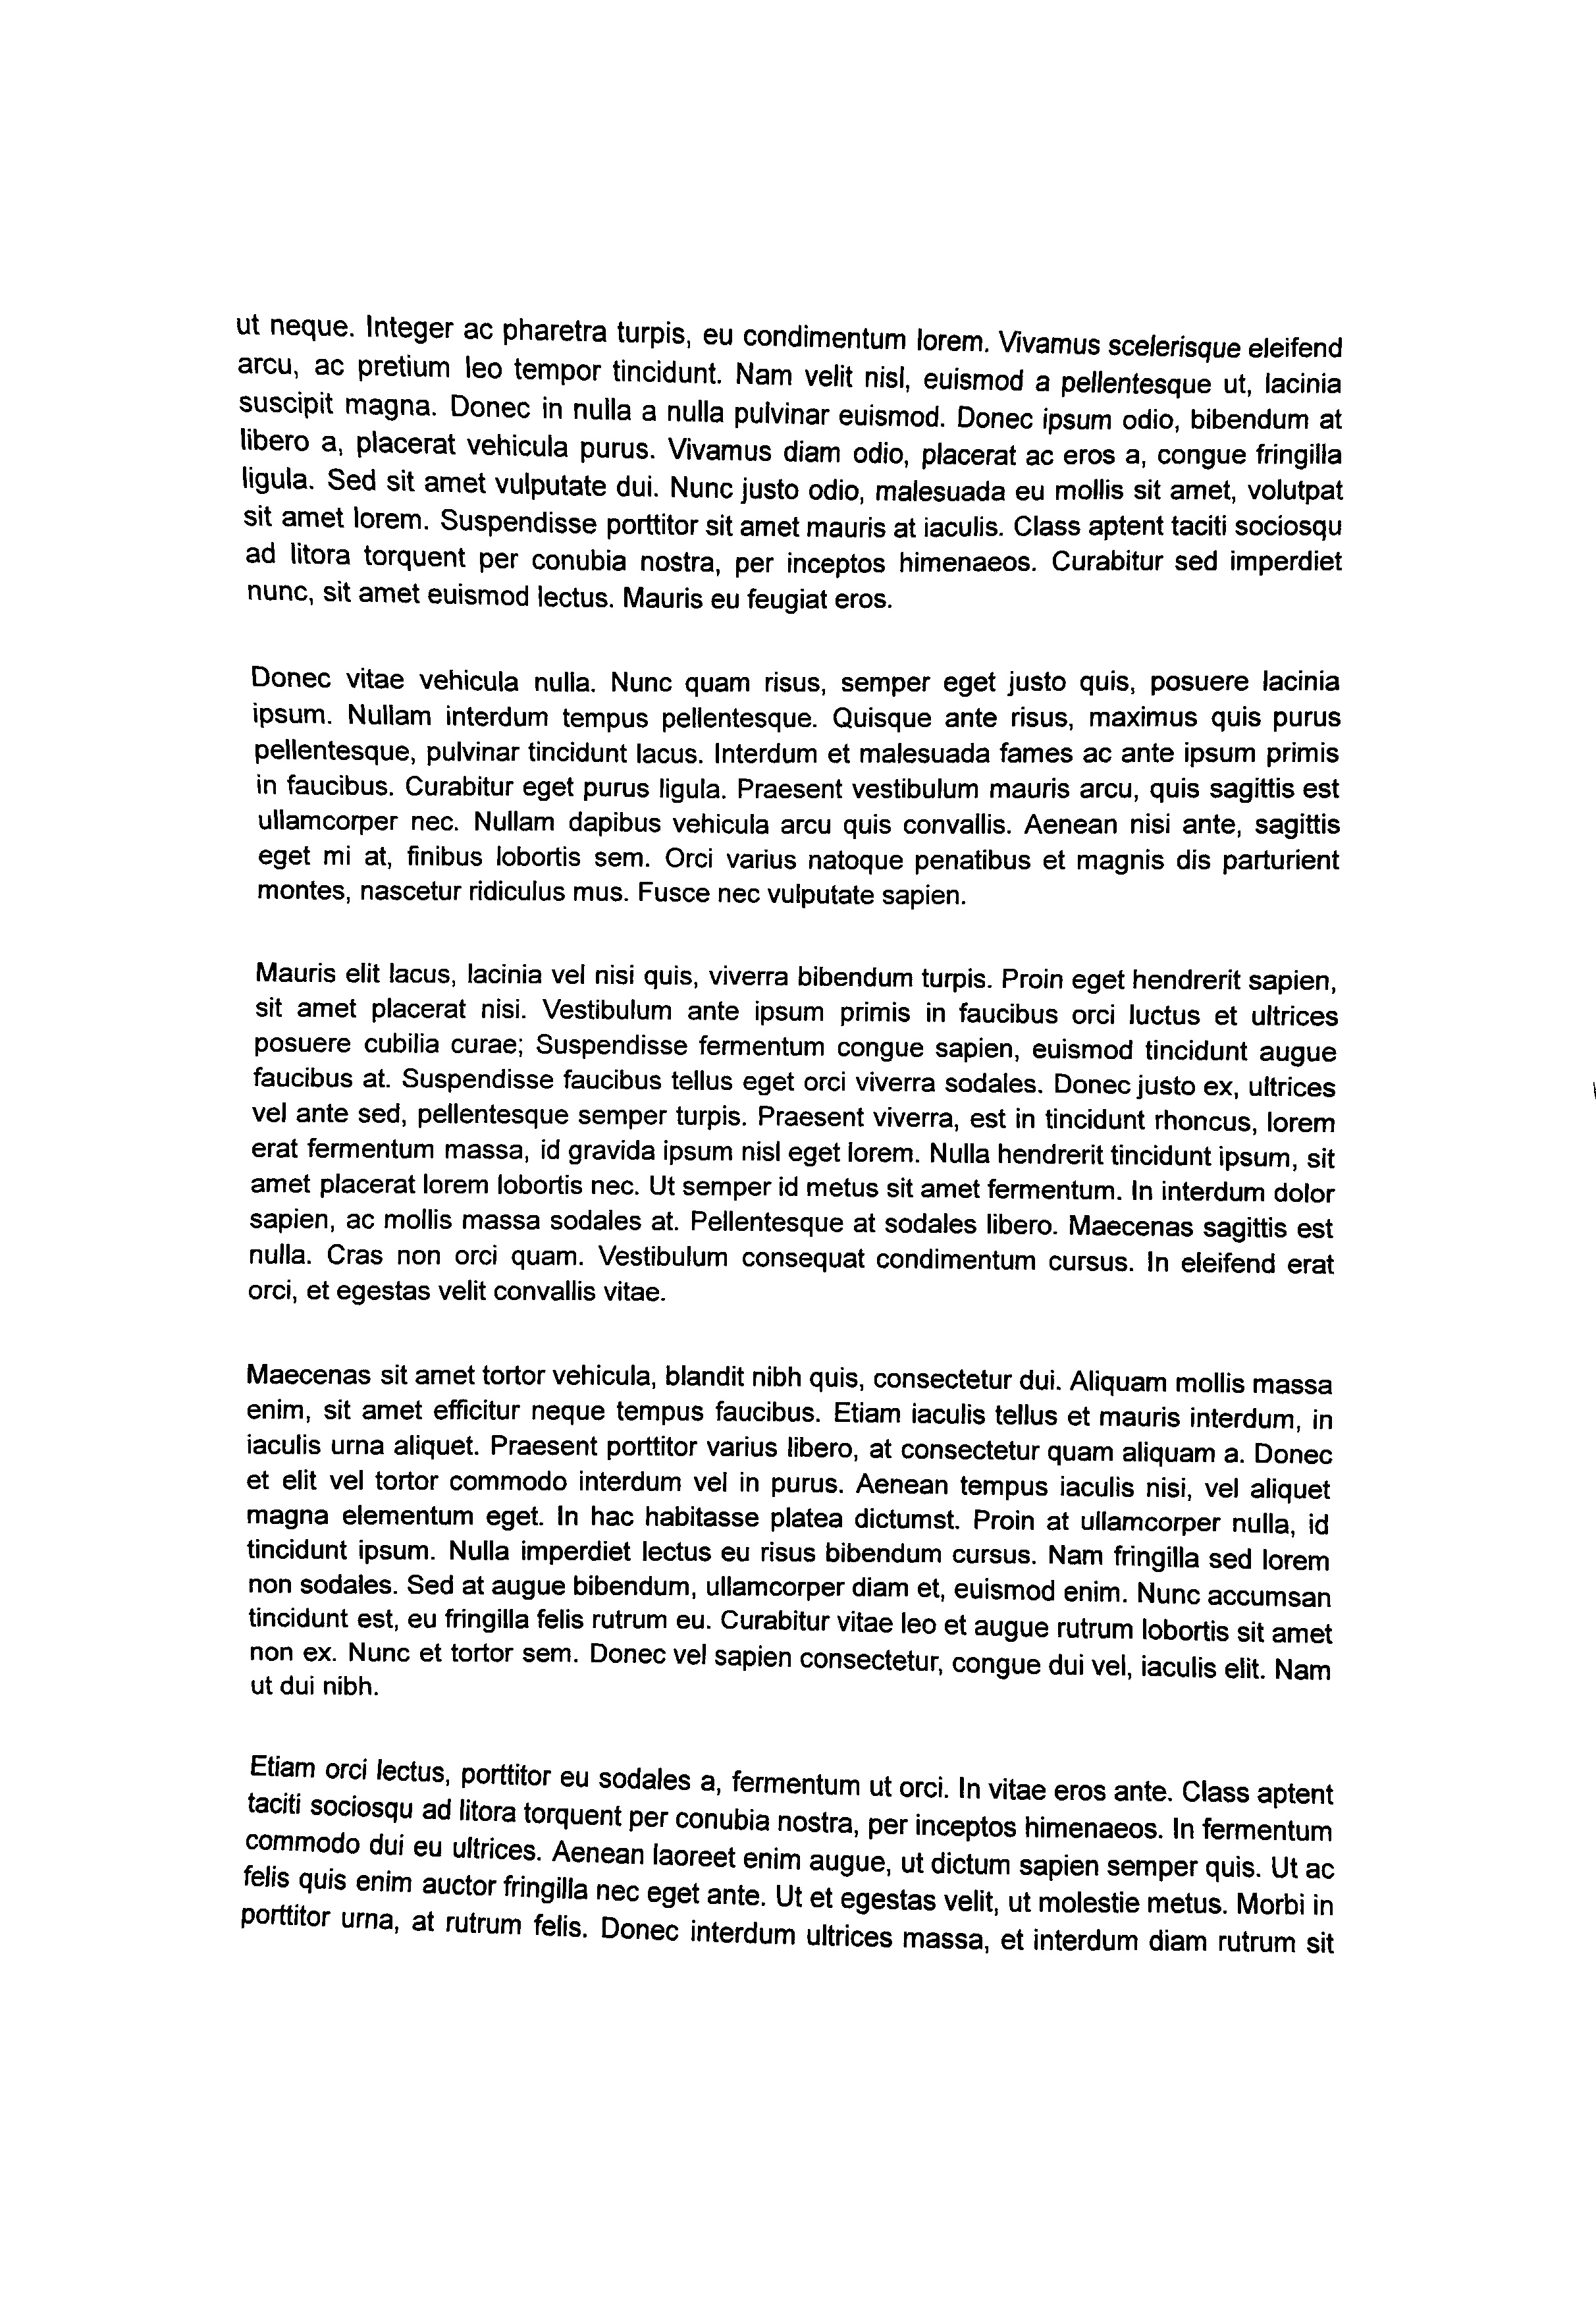 ut neque. Integer ac pharetra turpis, eu condimentum lorem. Vivamus scelerisque eleifend
arcu, ac pretium leo tempor tincidunt. Nam velit nisl, euismod a pellentesque ut, lacinia
suscipit magna. Donec in nulla a nulla pulvinar euismod. Donec ipsum odio, bibendum at
libero a, placerat vehicula purus. Vivamus diam odio, placerat ac eros a, congue fringilla
ligula. Sed sit amet vulputate dui. Nunc justo odio, malesuada eu mollis sit amet, volutpat
sit amet lorem. Suspendisse porttitor sit amet mauris at iaculis. Class aptent taciti sociosqu
ad litora torquent per conubia nostra, per inceptos himenaeos. Curabitur sed imperdiet
nunc, sit amet euismod lectus. Mauris eu feugiat eros.
Donec vitae vehicula nulla. Nunc quam risus, semper eget justo quis, posuere lacinia
ipsum. Nullam interdum tempus pellentesque. Quisque ante risus, maximus quis purus
pellentesque, pulvinar tincidunt lacus. Interdum et malesuada fames ac ante ipsum primis
in faucibus. Curabitur eget purus ligula. Praesent vestibulum mauris arcu, quis sagittis est
ullamcorper nec. Nullam dapibus vehicula arcu quis convallis. Aenean nisi ante, sagittis
eget mi at, finibus lobortis sem. Orci varius natoque penatibus et magnis dis parturient
montes, nascetur ridiculus mus. Fusce nec vulputate sapien.
Mauris elit lacus, lacinia vel nisi quis, viverra bibendum turpis. Proin eget hendrerit sapien,
sit amet placerat nisi. Vestibulum ante ipsum primis in faucibus orci luctus et ultrices
posuere cubilia curae; Suspendisse fermentum congue sapien, euismod tincidunt augue
faucibus at. Suspendisse faucibus tellus eget orci viverra sodales. Donec justo ex, ultrices
vel ante sed, pellentesque semper turpis. Praesent viverra, est in tincidunt rhoncus, lorem
erat fermentum massa, id gravida ipsum nisl eget lorem. Nulla hendrerit tincidunt ipsum, sit
amet placerat lorem lobortis nec. Ut semper id metus sit amet fermentum. In interdum dolor
sapien, ac mollis massa sodales at. Pellentesque at sodales libero. Maecenas sagittis est
nulla. Cras non orci quam. Vestibulum consequat condimentum cursus. In eleifend erat
orci, et egestas velit convallis vitae.
Maecenas sit amet tortor vehicula, blandit nibh quis, consectetur dui. Aliquam mollis massa
enim, sit amet efficitur neque tempus faucibus. Etiam iaculis tellus et mauris interdum, in
iaculis urna aliquet. Praesent porttitor varius libero, at consectetur quam aliquam a. Donec
et elit vel tortor commodo interdum vel in purus. Aenean tempus iaculis nisi, vel aliquet
magna elementum eget. In hac habitasse platea dictumst. Proin at ullamcorper nulla, id
tincidunt ipsum. Nulla imperdiet lectus eu risus bibendum cursus. Nam fringilla sed lorem
non sodales. Sed at augue bibendum, ullamcorper diam et, euismod enim. Nunc accumsan
tincidunt est, eu fringilla felis rutrum eu. Curabitur vitae leo et augue rutrum lobortis sit amet
non ex. Nunc et tortor sem. Donec vel sapien consectetur, congue dui vel, iaculis elit. Nam
ut dui nibh.
Etiam orci lectus, porttitor eu sodales a, fermentum ut orci. In vitae eros ante. Class aptent
taciti sociosqu ad litora torquent per conubia nostra, per inceptos himenaeos. In fermentum
commodo dui eu ultrices. Aenean laoreet enim augue, ut dictum sapien semper quis. Ut ac
felis quis enim auctor fringilla nec eget ante. Ut et egestas velit, ut molestie metus. Morbi in
porttitor urna, at rutrum felis. Donec interdum ultrices massa, et interdum diam rutrum sit